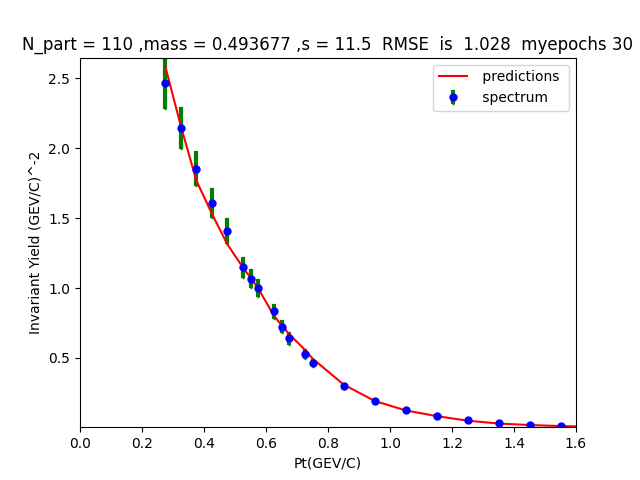 N_part = 110 ,mass = 0.493677 ,s = 11.5  RMSE  is  1.028  myepochs 30
predictions
spectrum
Invariant Yield (GEV/C)^-2
2.5
2.0
1.5
1.0
0.5
0.0 0.2 0.4 0.6 0.8 1.0 1.2 1.4 1.6
Pt(GEV/C)